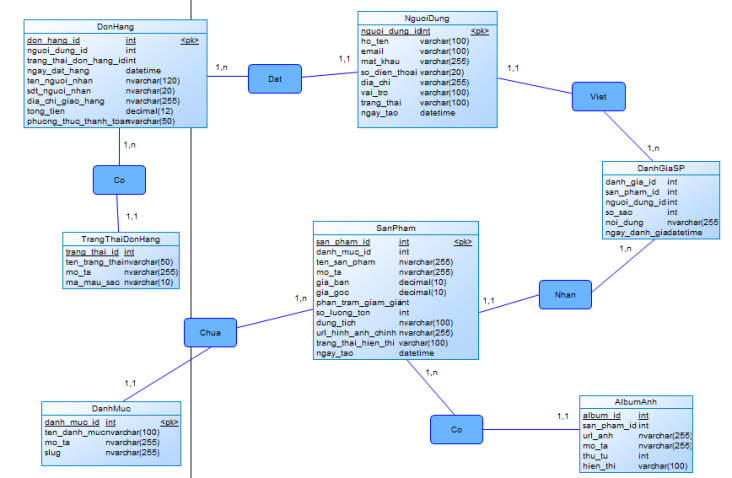 DonHang
don_hang_id int <pk>
nguoi_dung_id int
trang_thai_don_hang_id int
ngay_dat_hang datetime
ten_nguoi_nhan nvarchar(120)
sdt_nguoi_nhan nvarchar(20)
dia_chi_giao_hang nvarchar(255)
tong_tien decimal(12)
phuong_thuc_thanh_toan nvarchar(50)
1,n
Dat
1,1
NguoiDung
nguoi_dung_id int <pk>
ho_ten varchar(100)
email varchar(100)
mat_khau varchar(255)
so_dien_thoai varchar(20)
dia_chi varchar(255)
vai_tro varchar(100)
trang_thai varchar(100)
ngay_tao datetime
1,1
Viet
1,n
DanhGiaSP
danh_gia_id int
san_pham_id int
nguoi_dung_id int
so_sao int
noi_dung nvarchar(255
ngay_danh_gia datetime
1,n
1,n
Co
1,1
TrangThaiDonHang
trang_thai_id int
ten_trang_thai nvarchar(50)
mo_ta nvarchar(255)
ma_mau_sac nvarchar(10)
SanPham
san_pham_id int <pk>
danh_muc_id int
ten_san_pham nvarchar(255)
mo_ta nvarchar(255)
gia_ban decimal(10)
gia_goc decimal(10)
phan_tram_giam_gia int
so_luong_ton int
dung_tich nvarchar(100)
url_hinh_anh_chinh nvarchar(255)
trang_thai_hien_thi varchar(100)
ngay_tao datetime
1,1
Nhan
1,n
Chua
1,1
DanhMuc
danh_muc_id int <pk>
ten_danh_muc nvarchar(100)
mo_ta nvarchar(255)
slug nvarchar(255)
1,n
Co
1,1
AlbumAnh
album_id int
san_pham_id int
url_anh nvarchar(255)
mo_ta nvarchar(255)
thu_tu int
hien_thi varchar(100)